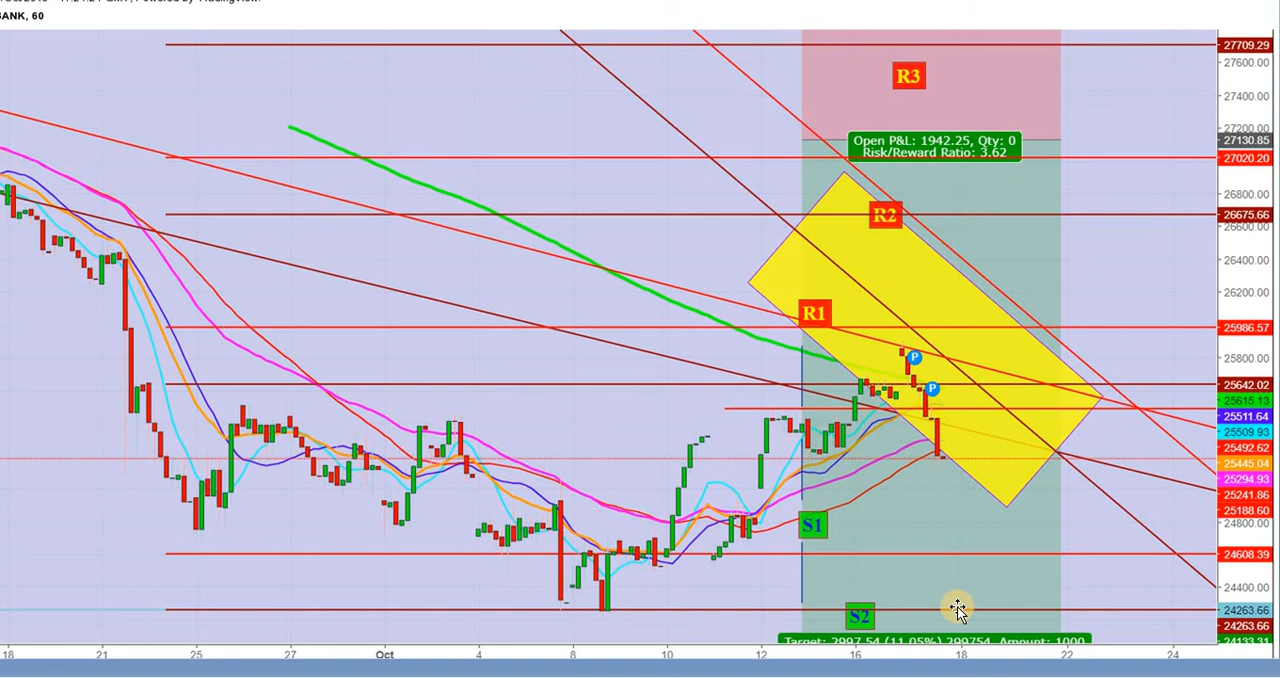 BANK, 60
27709.29
R3
27600.00
27400.00
27200.00
Open P&L: 1942.25, Qty: 0
Risk/Reward Ratio: 3.62
27130.85
27020.20
26800.00
R2
26675.66
26600.00
26400.00
26200.00
R1
25986.57
25800.00
P
P
25642.02
25615.13
25511.64
25509.93
25492.62
25445.04
25294.93
25241.86
25188.60
S1
24800.00
24608.39
24400.00
24263.66
S2
24263.66
Target: 2997.54 (11.05%) 299754, Amount: 1000
24133.31
18 21 25 27 Oct 4 8 10 12 16 18 22 24